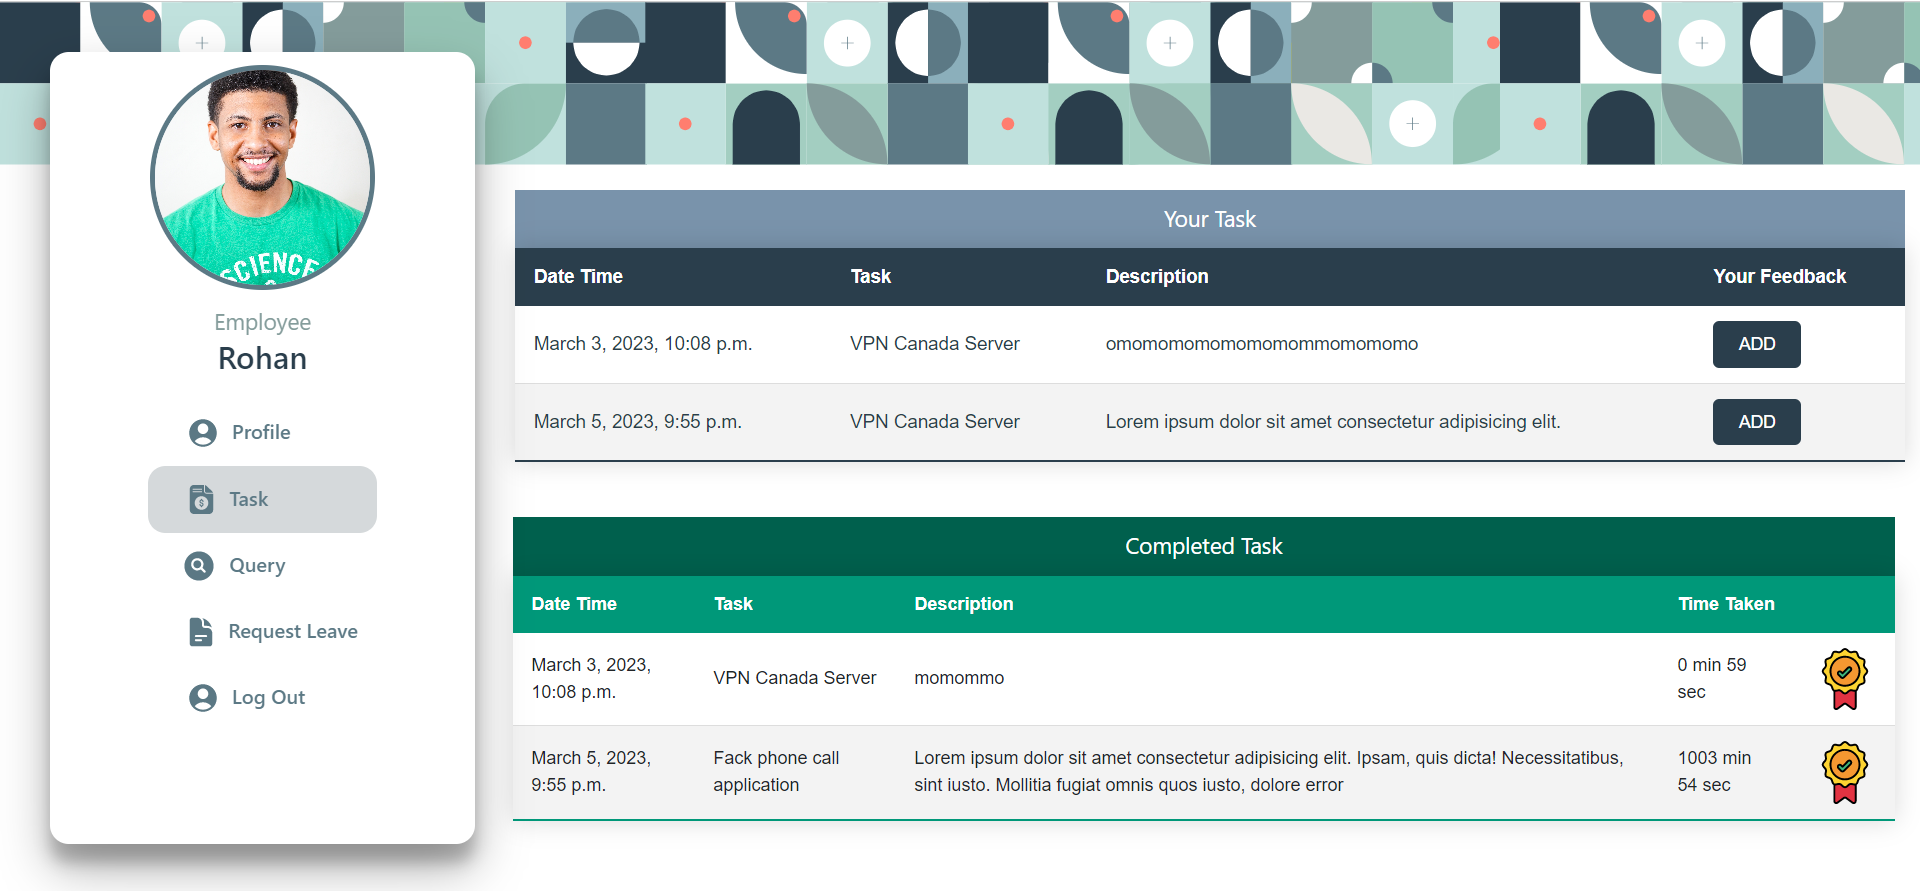 SCIENCE
Employee
Rohan
Profile
Task
Query
Request Leave
Log Out
Your Task
Date Time Task Description Your Feedback
March 3, 2023, 10:08 p.m. VPN Canada Server omomomomomomomommomomomo ADD
March 5, 2023, 9:55 p.m. VPN Canada Server Lorem ipsum dolor sit amet consectetur adipisicing elit. ADD
Completed Task
Date Time Task Description Time Taken
March 3, 2023,
10:08 p.m.
VPN Canada Server
momommo
0 min 59
sec
March 5, 2023,
9:55 p.m.
Fack phone call
application
Lorem ipsum dolor sit amet consectetur adipisicing elit. Ipsam, quis dicta! Necessitatibus,
sint iusto. Mollitia fugiat omnis quos iusto, dolore error
1003 min
54 sec